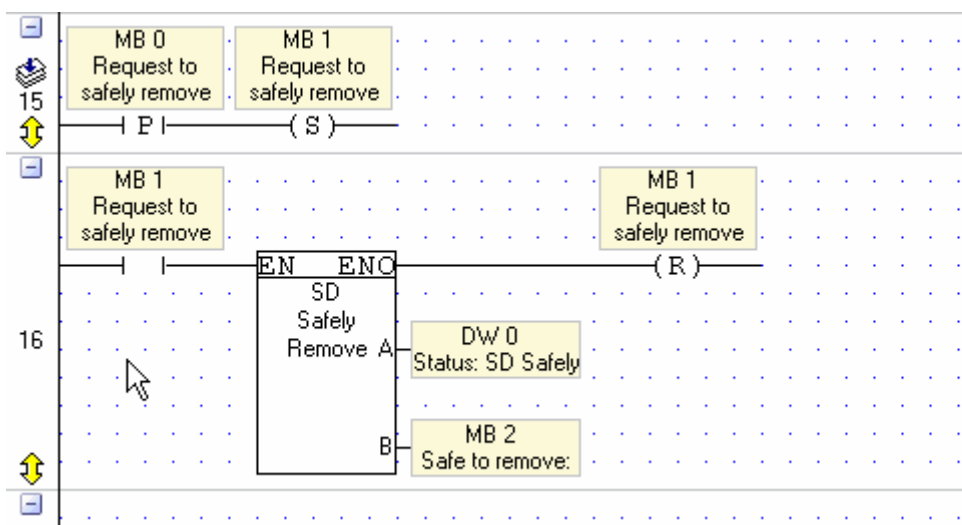 MB 0
Request to
safely remove
MB 1
Request to
safely remove
15
P
S
MB 1
Request to
safely remove
MB 1
Request to
safely remove
EN ENO
R
SD
Safely
Remove A
DW 0
Status: SD Safely
16
B
MB 2
Safe to remove: